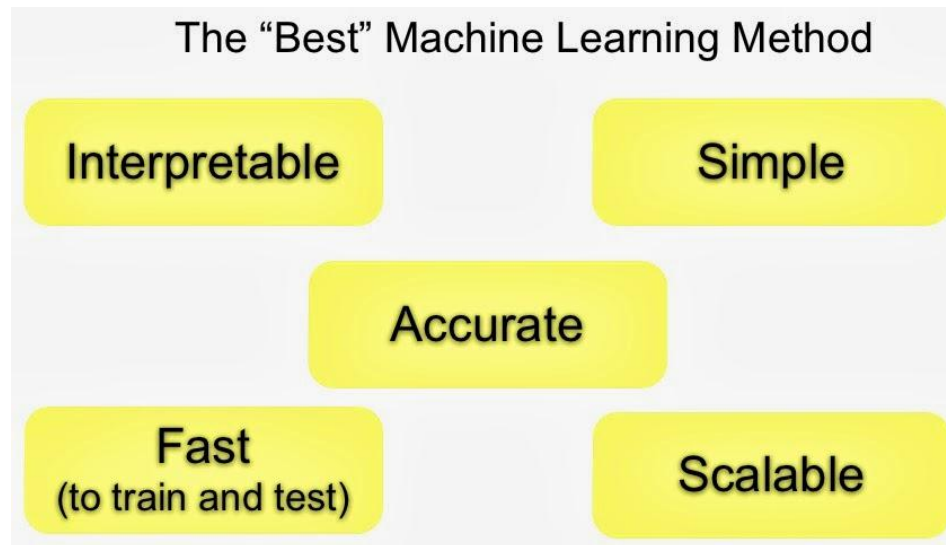 The “Best” Machine Learning Method
Interpretable
Simple
Accurate
Fast
(to train and test)
Scalable